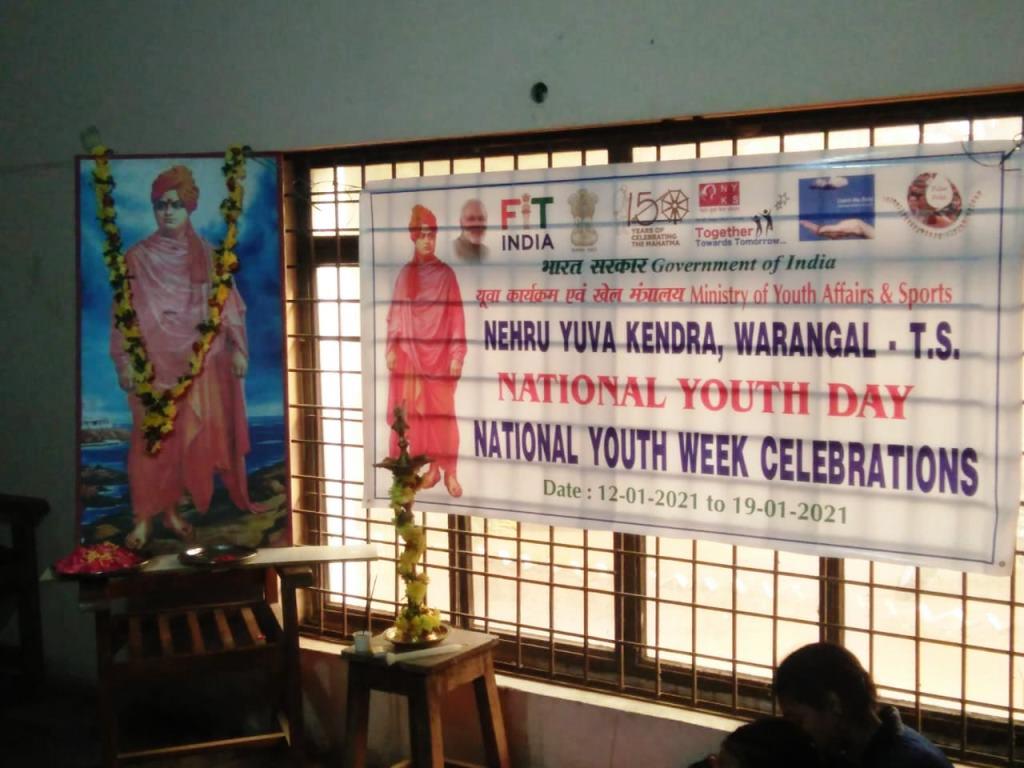 FIT
INDIA
150
YEARS OF
CELEBRATING
THE MAHATMA
NY
KS
Together
Towards Tomorrow...
भारत सरकार Government of India
युवा कार्यक्रम एवं खेल मंत्रालय Ministry of Youth Affairs & Sports
NEHRU YUVA KENDRA, WARANGAL - T.S.
NATIONAL YOUTH DAY
NATIONAL YOUTH WEEK CELEBRATIONS
Date : 12-01-2021 to 19-01-2021